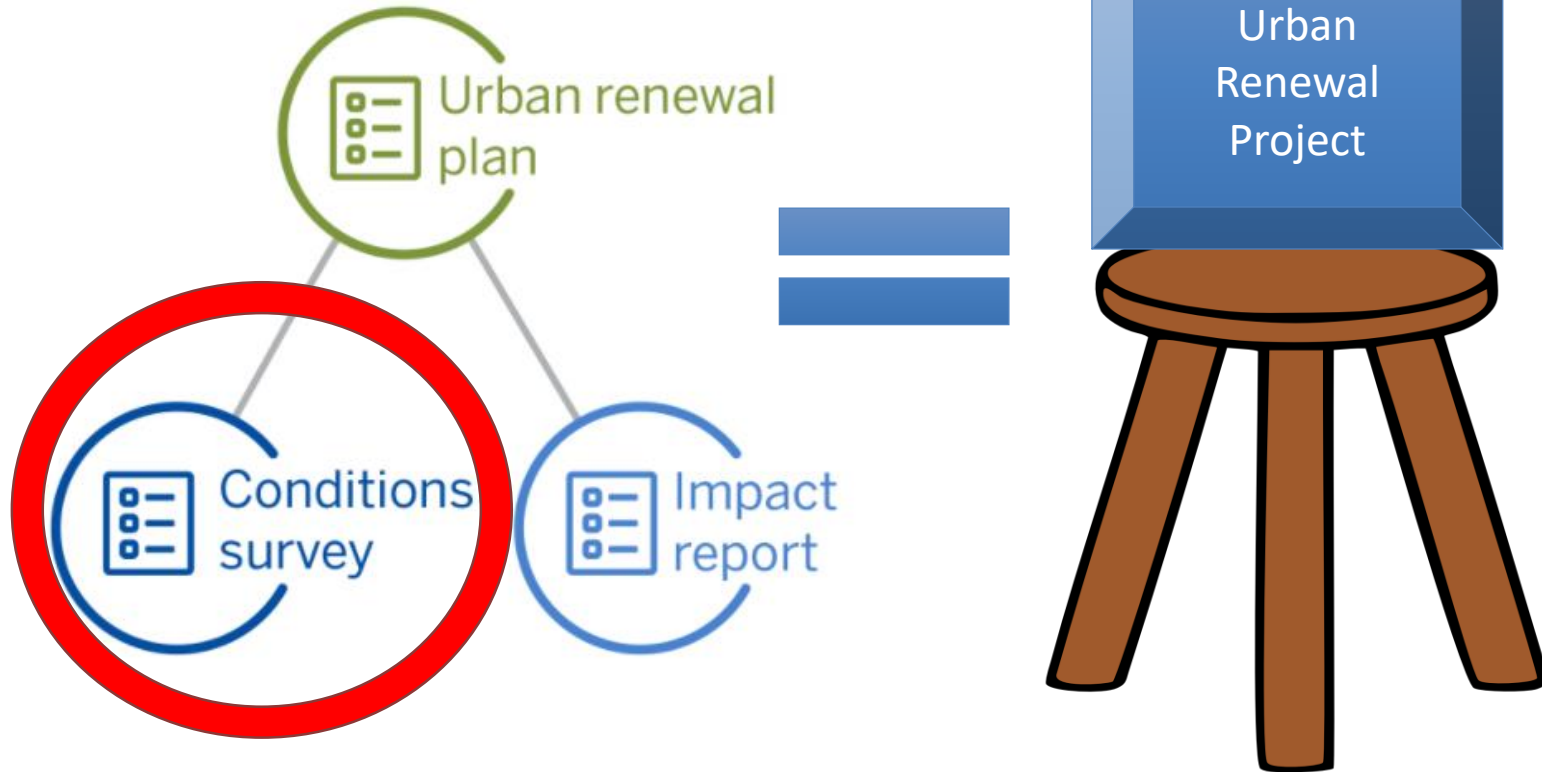 Urban renewal
plan
Conditions
survey
Impact
report
Urban
Renewal
Project